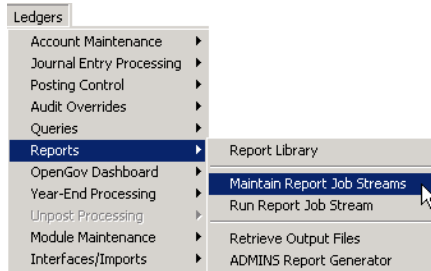 Ledgers
Account Maintenance
Journal Entry Processing
Posting Control
Audit Overrides
Queries
Reports
OpenGov Dashboard
Year-End Processing
Unpost Processing
Module Maintenance
Interfaces/Imports
Report Library
Maintain Report Job Streams
Run Report Job Stream
Retrieve Output Files
ADMINS Report Generator